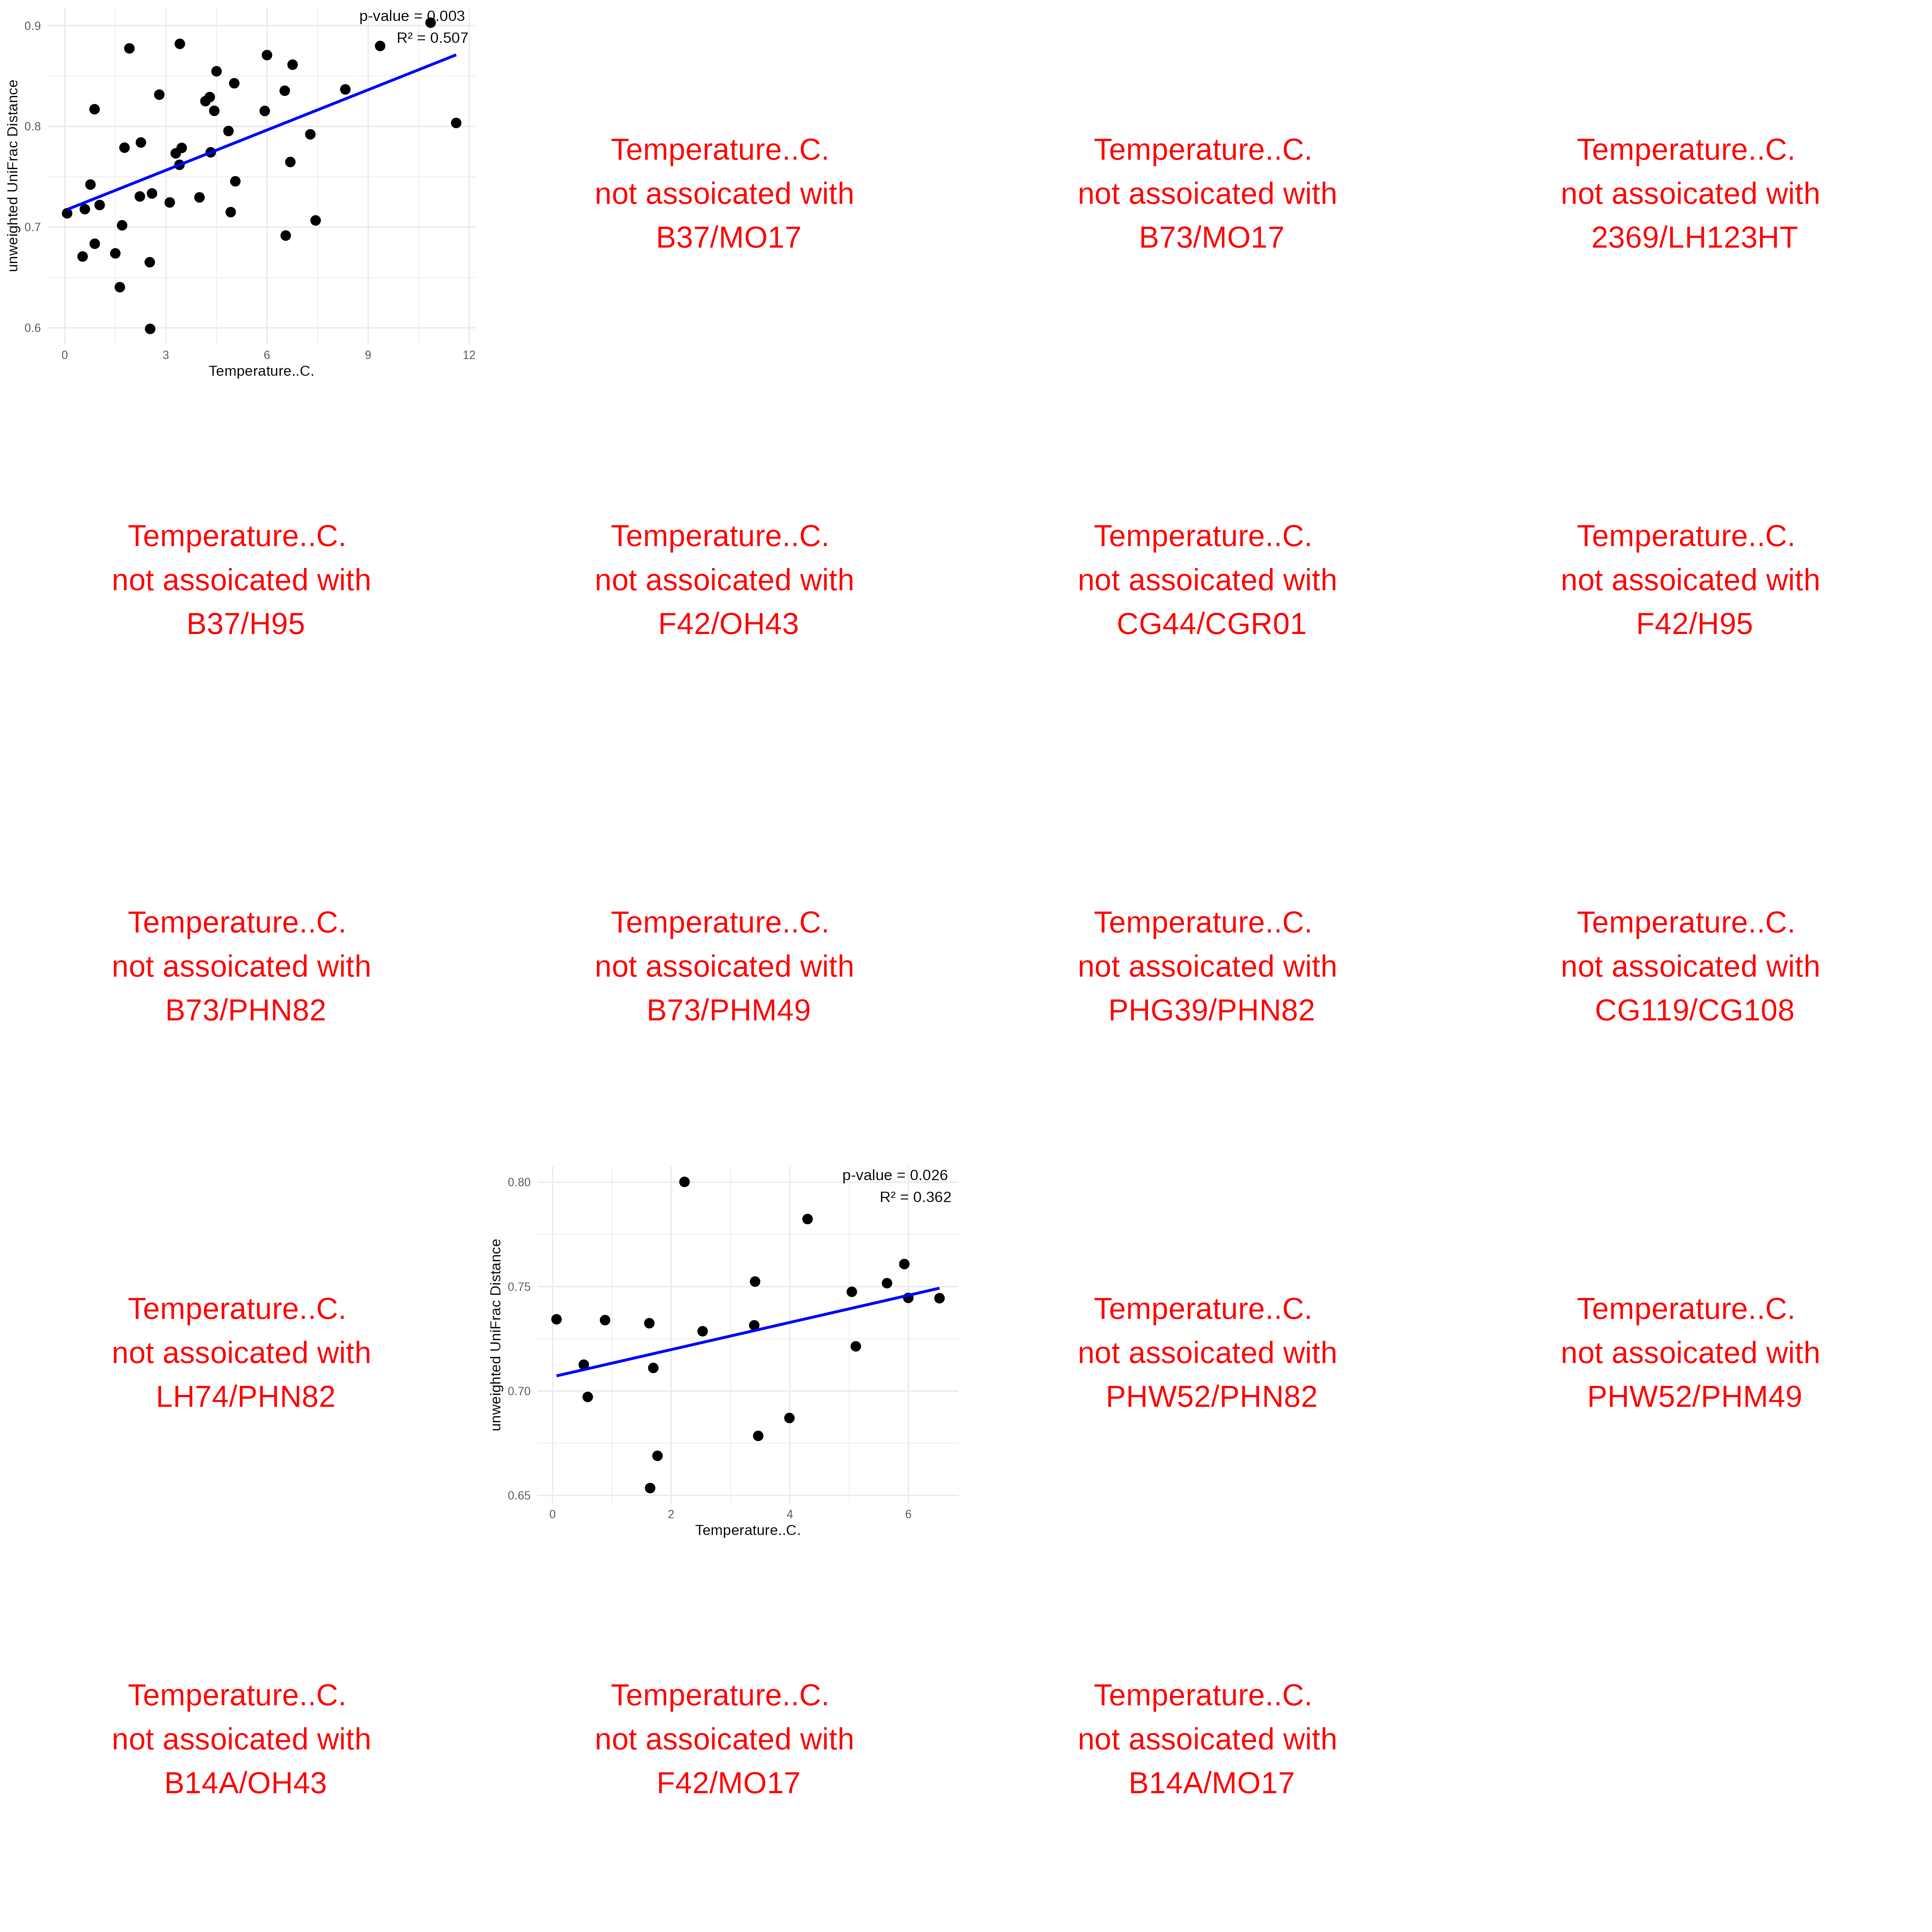 p-value = 0.003
R² = 0.507
unweighted UniFrac Distance
0.9
0.8
0.7
0.6
0 3 6 9 12
Temperature..C.
Temperature..C.
not assoicated with
B37/MO17
Temperature..C.
not assoicated with
B73/MO17
Temperature..C.
not assoicated with
2369/LH123HT
Temperature..C.
not assoicated with
B37/H95
Temperature..C.
not assoicated with
F42/OH43
Temperature..C.
not assoicated with
CG44/CGR01
Temperature..C.
not assoicated with
F42/H95
Temperature..C.
not assoicated with
B73/PHN82
Temperature..C.
not assoicated with
B73/PHM49
Temperature..C.
not assoicated with
PHG39/PHN82
Temperature..C.
not assoicated with
CG119/CG108
Temperature..C.
not assoicated with
LH74/PHN82
p-value = 0.026
R² = 0.362
unweighted UniFrac Distance
0.80
0.75
0.70
0.65
0 2 4 6
Temperature..C.
Temperature..C.
not assoicated with
PHW52/PHN82
Temperature..C.
not assoicated with
PHW52/PHM49
Temperature..C.
not assoicated with
B14A/OH43
Temperature..C.
not assoicated with
F42/MO17
Temperature..C.
not assoicated with
B14A/MO17